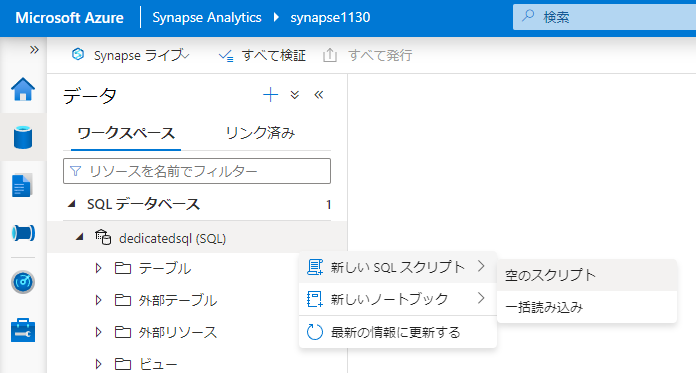 Microsoft Azure
Synapse Analytics
synapse1130
検索
Synapse ライブ
すべて検証
すべて発行
データ
ワークスペース
リンク済み
リソースを名前でフィルター
SQL データベース
1
dedicatedsql (SQL)
テーブル
外部テーブル
外部リソース
ビュー
新しい SQL スクリプト
新しいノートブック
最新の情報に更新する
空のスクリプト
一括読み込み